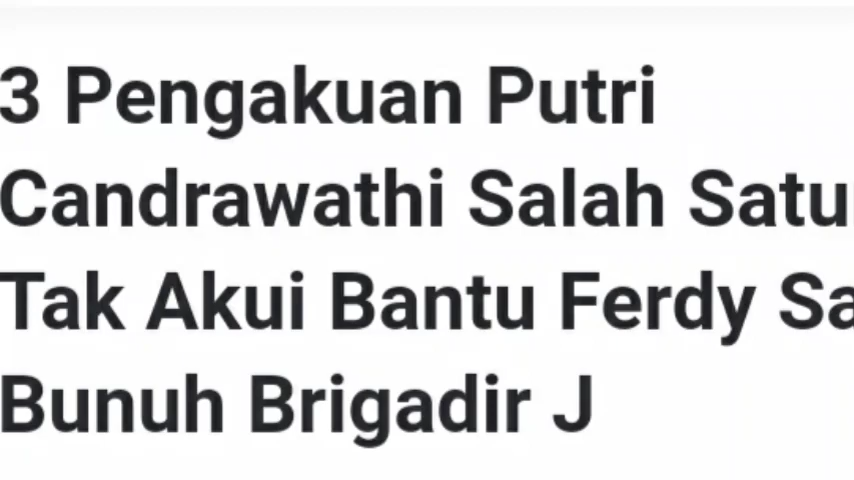 3 Pengakuan Putri
Candrawathi Salah Satu
Tak Akui Bantu Ferdy Sa
Bunuh Brigadir J